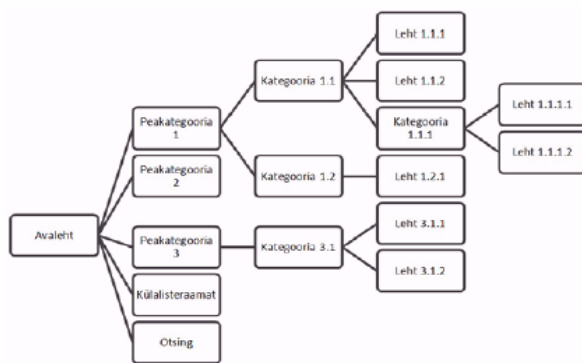 Avaleht
Peakategooria
1
Peakategooria
2
Peakategooria
3
Külalisteraamat
Otsing
Kategooria 1.1
Kategooria 1.2
Kategooria 3.1
Leht 1.1.1
Leht 1.1.2
Kategooria
1.1.1
Leht 1.2.1
Leht 3.1.1
Leht 3.1.2
Leht 1.1.1.1
Leht 1.1.1.2